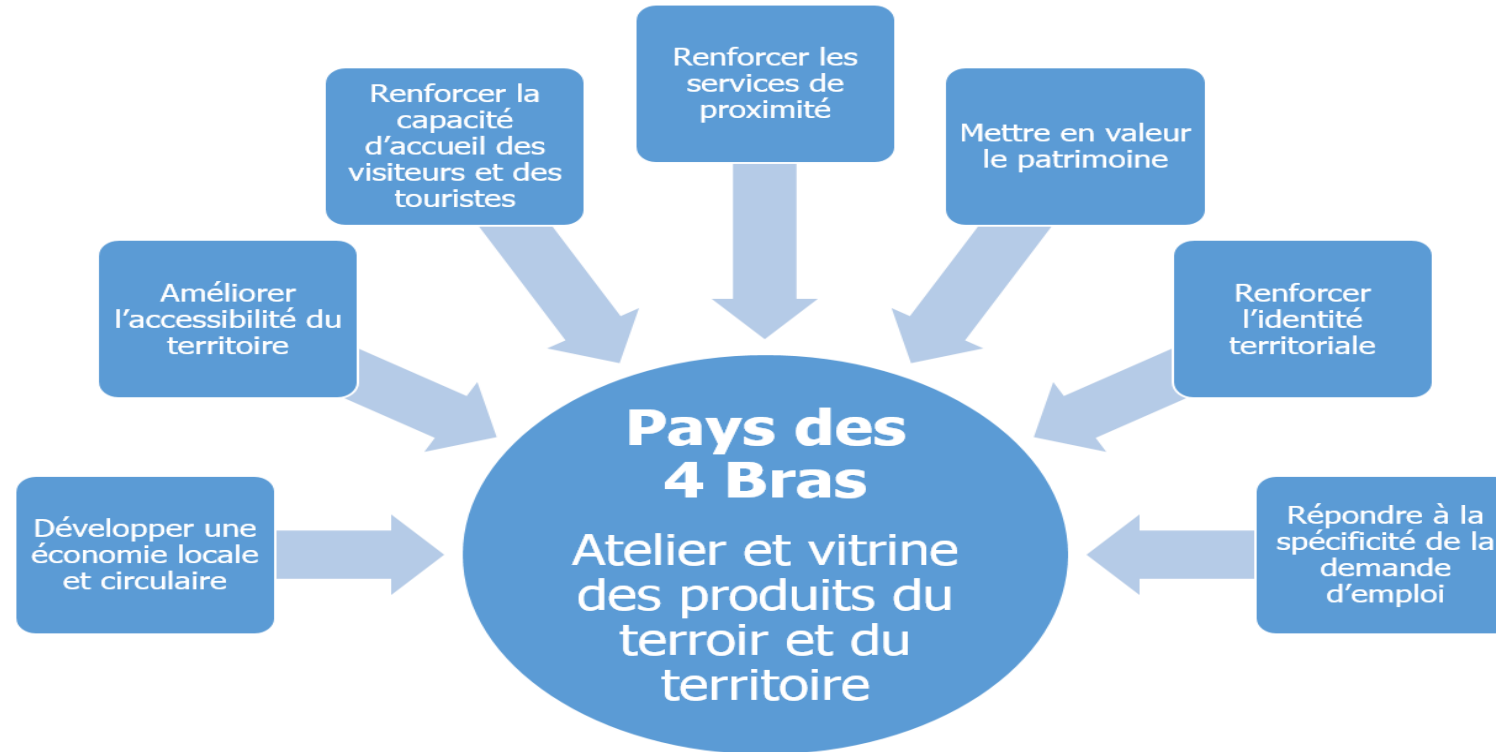 Renforcer les
services de
proximité
Renforcer la
capacité
d’accueil des
visiteurs et des
touristes
Mettre en valeur
le patrimoine
Améliorer
l’accessibilité du
territoire
Renforcer
l’identité
territoriale
Développer une
économie locale
et circulaire
Répondre à la
spécificité de la
demande
d’emploi
Pays des
4 Bras
Atelier et vitrine
des produits du
terroir et du
territoire